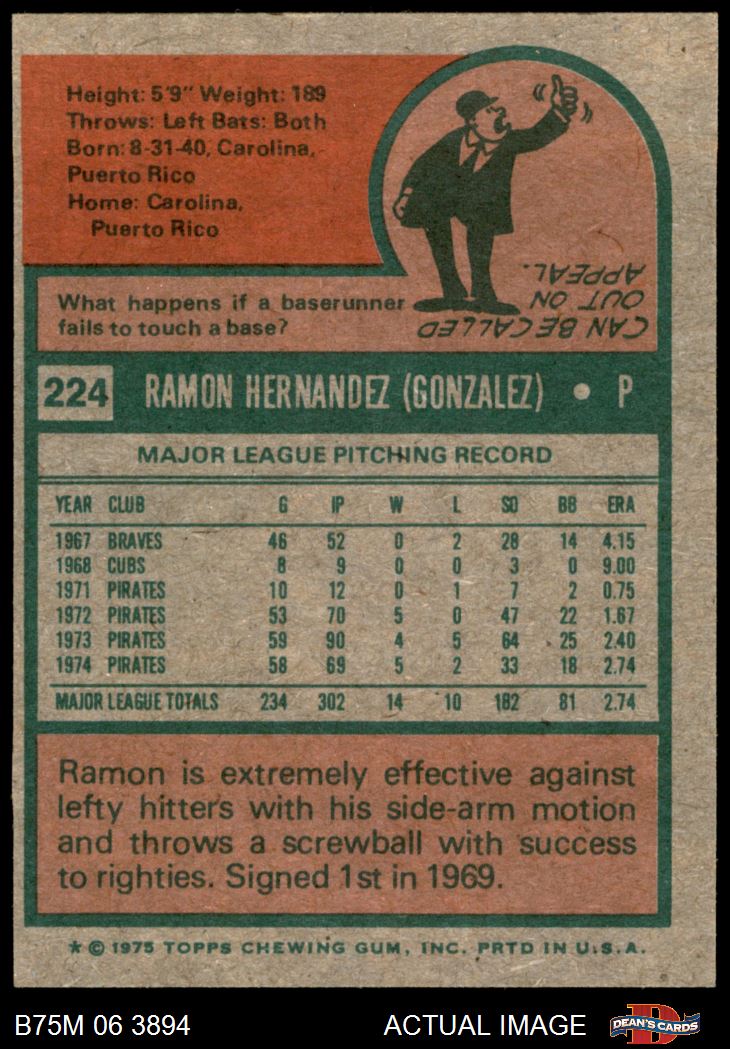 Height: 5'9" Weight: 189
Throws: Left Bats: Both
Born: 8-31-40, Carolina,
Puerto Rico
Home: Carolina,
Puerto Rico
What happens if a baserunner
fails to touch a base?
CAN BE CALLED
OUT ON
APPEAL.
224 RAMON HERNANDEZ (GONZALEZ) • P
MAJOR LEAGUE PITCHING RECORD
YEAR CLUB G IP W L SO BB ERA
1967 BRAVES 46 52 0 2 28 14 4.15
1968 CUBS 8 9 0 0 3 0 9.00
1971 PIRATES 10 12 0 1 7 2 0.75
1972 PIRATES 53 70 5 0 47 22 1.67
1973 PIRATES 59 90 4 5 64 25 2.40
1974 PIRATES 58 69 5 2 33 18 2.74
MAJOR LEAGUE TOTALS 234 302 14 10 182 81 2.74
Ramon is extremely effective against
lefty hitters with his side-arm motion
and throws a screwball with success
to righties. Signed 1st in 1969.
* © 1975 TOPPS CHEWING GUM, INC. PRTD IN U.S.A.
B75M 06 3894 ACTUAL IMAGE DEAN'S CARDS